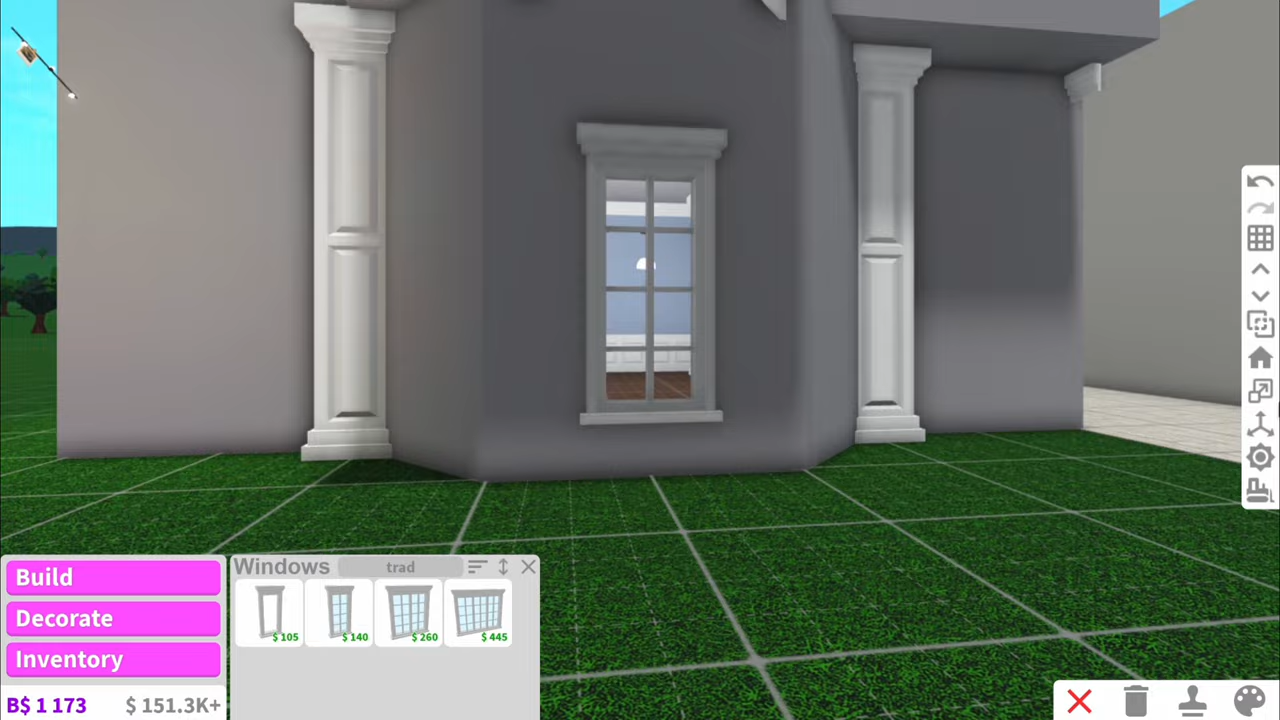 Build
Decorate
Inventory
B$ 1 173 $ 151.3K+
Windows trad
$ 105 $ 140 $ 260 $ 445